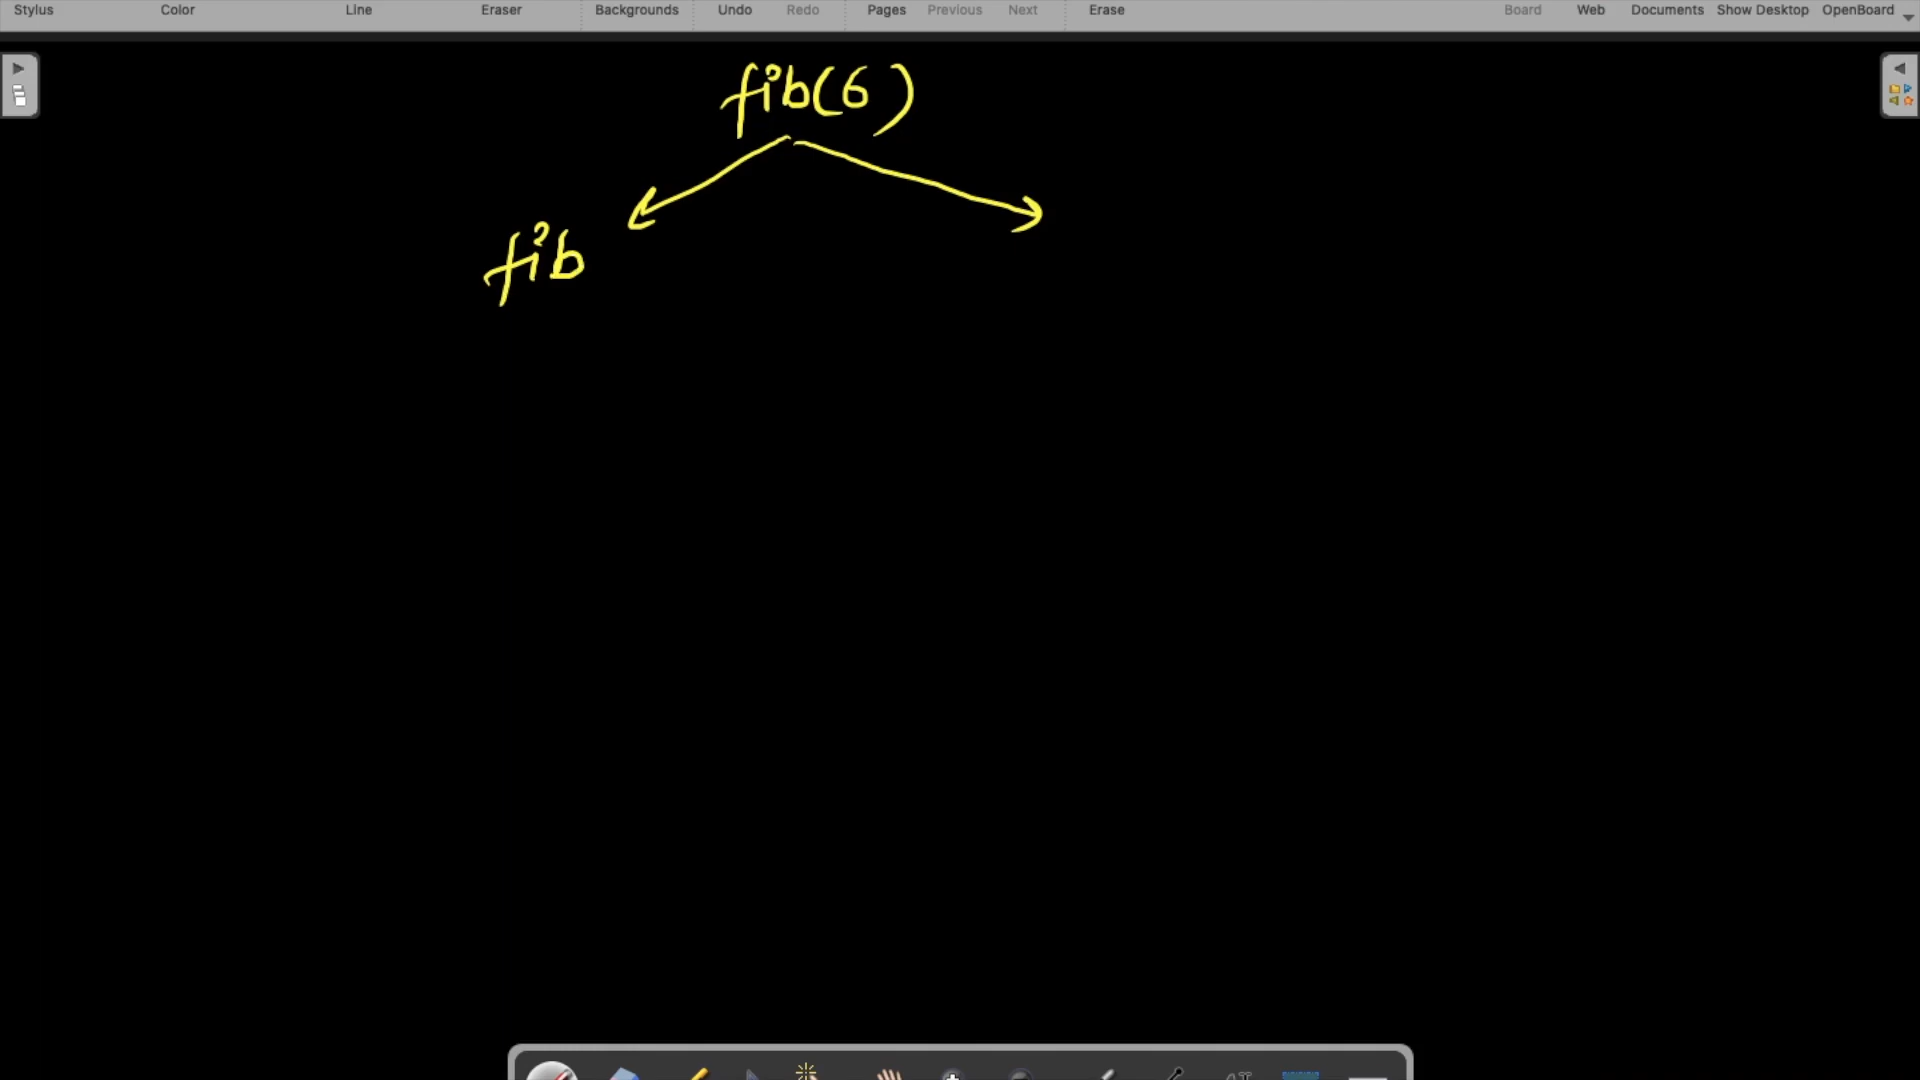 Stylus Color Line Eraser Backgrounds Undo Redo Pages Previous Next Erase Board Web Documents Show Desktop OpenBoard
fib(6)
fib